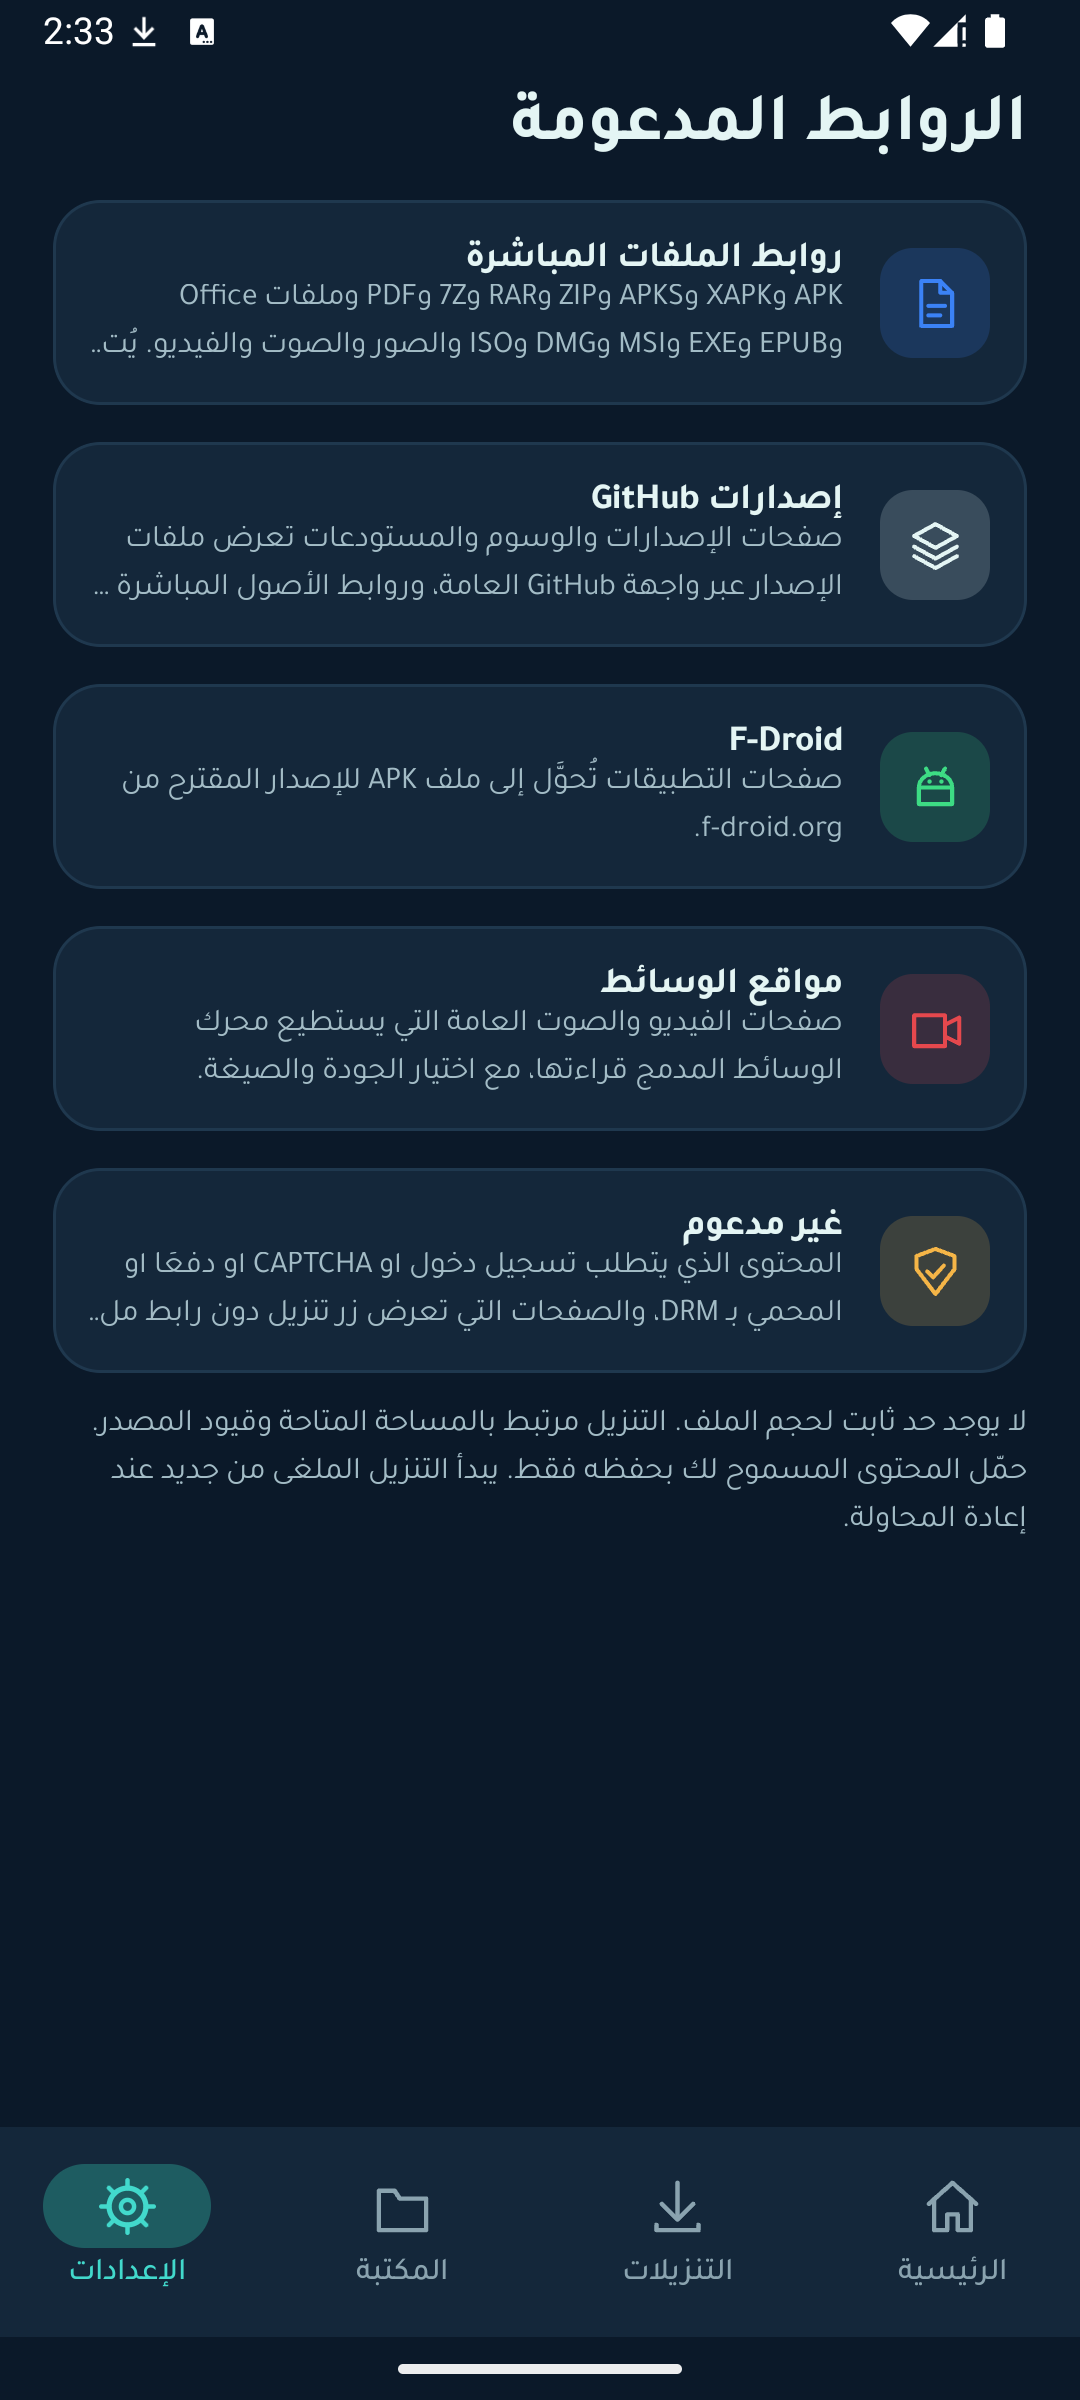 2:33
الروابط المدعومة
روابط الملفات المباشرة
APK وXAPK وAPKS وZIP وRAR و7Z وPDF وملفات Office
وEPUB وEXE وMSI وDMG وISO والصور والصوت والفيديو. يُت..
إصدارات GitHub
صفحات الإصدارات والوسوم والمستودعات تعرض ملفات
الإصدار عبر واجهة GitHub العامة، وروابط الأصول المباشرة ...
F-Droid
صفحات التطبيقات تُحوَّل إلى ملف APK للإصدار المقترح من
f-droid.org.
مواقع الوسائط
صفحات الفيديو والصوت العامة التي يستطيع محرك
الوسائط المدمج قراءتها، مع اختيار الجودة والصيغة.
غير مدعوم
المحتوى الذي يتطلب تسجيل دخول او CAPTCHA او دفعَا او
المحمي بـ DRM، والصفحات التي تعرض زر تنزيل دون رابط مل..
لا يوجد حد ثابت لحجم الملف. التنزيل مرتبط بالمساحة المتاحة وقيود المصدر.
حمّل المحتوى المسموح لك بحفظه فقط. يبدأ التنزيل الملغى من جديد عند
إعادة المحاولة.
الرئيسية
التنزيلات
المكتبة
الإعدادات